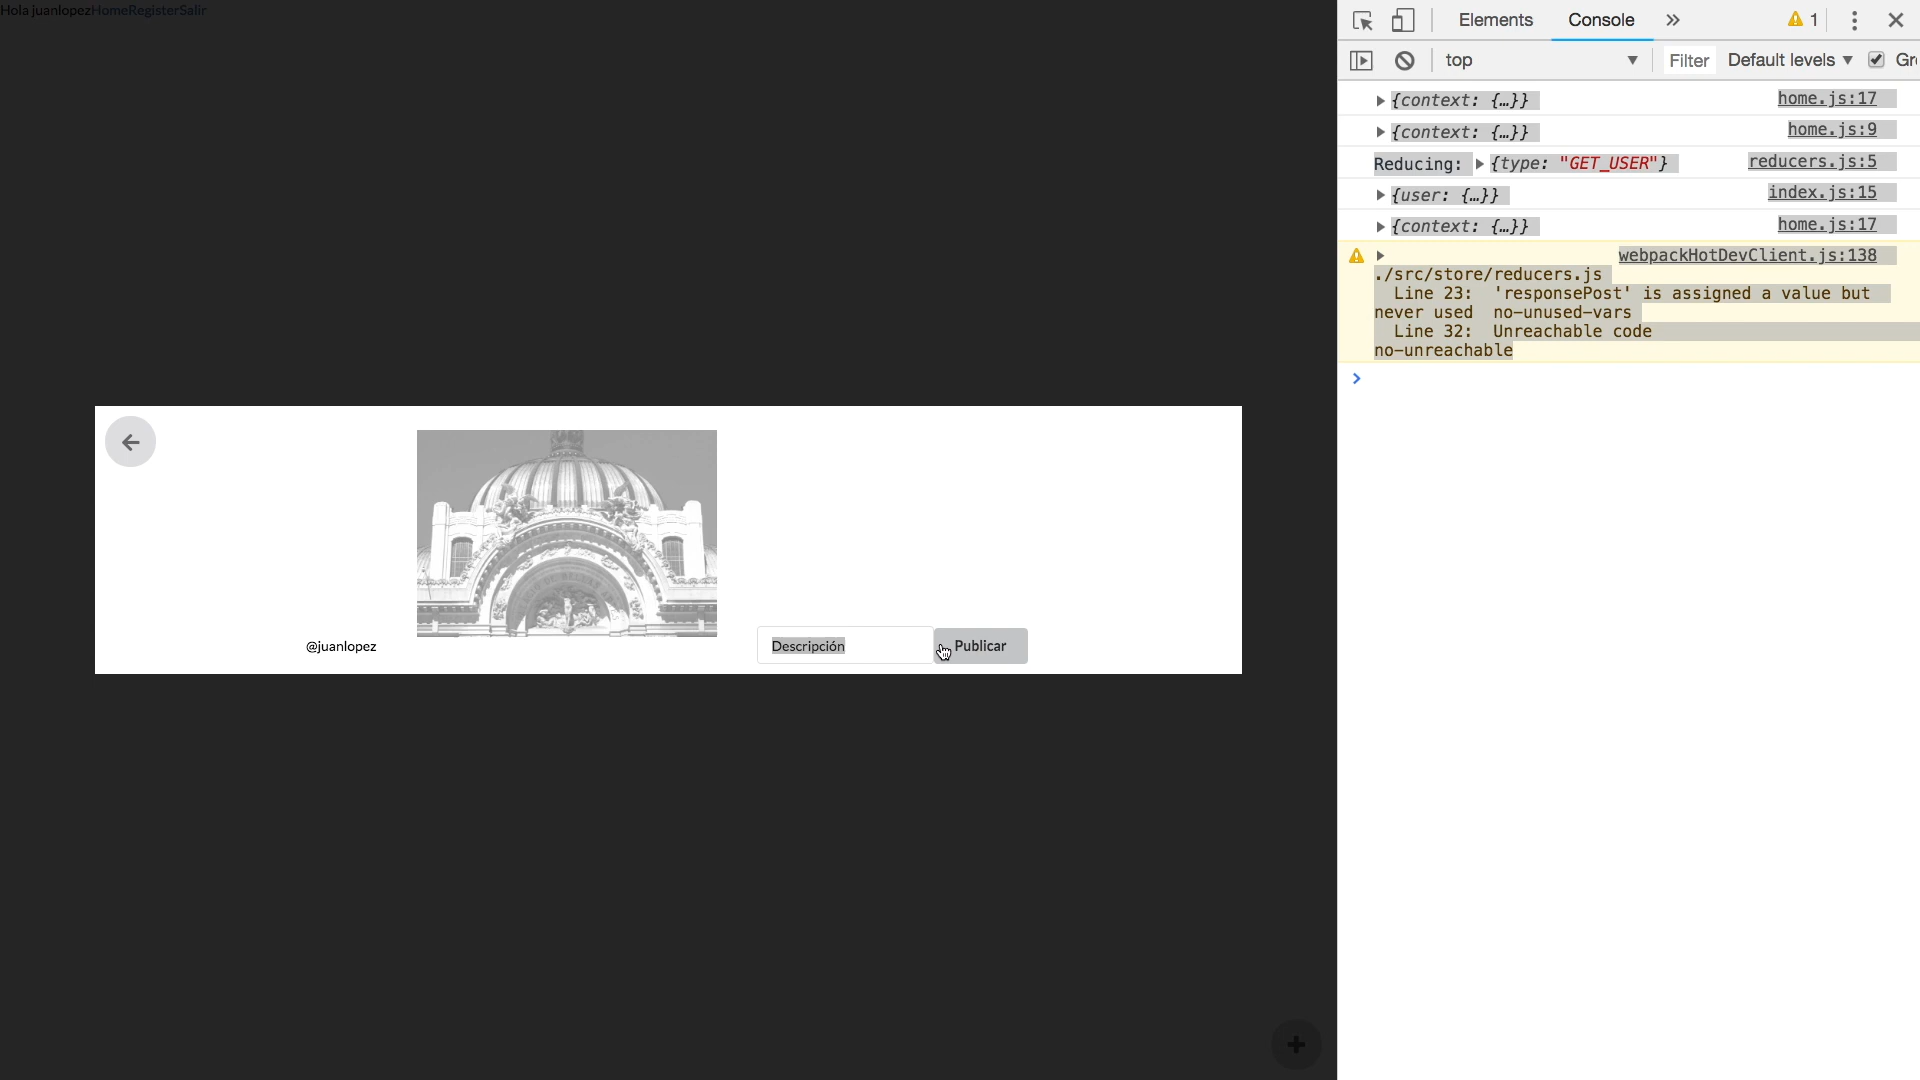 Hola juanlopezHomeRegisterSalir
@juanlopez
Descripción
Publicar
Elements
Console
1
top
Filter
Default levels
Gr
{context: {…}}
home.js:17
{context: {…}}
home.js:9
Reducing: {type: "GET_USER"}
reducers.js:5
{user: {…}}
index.js:15
{context: {…}}
home.js:17
webpackHotDevClient.js:138
./src/store/reducers.js
Line 23: 'responsePost' is assigned a value but
never used no-unused-vars
Line 32: Unreachable code
no-unreachable